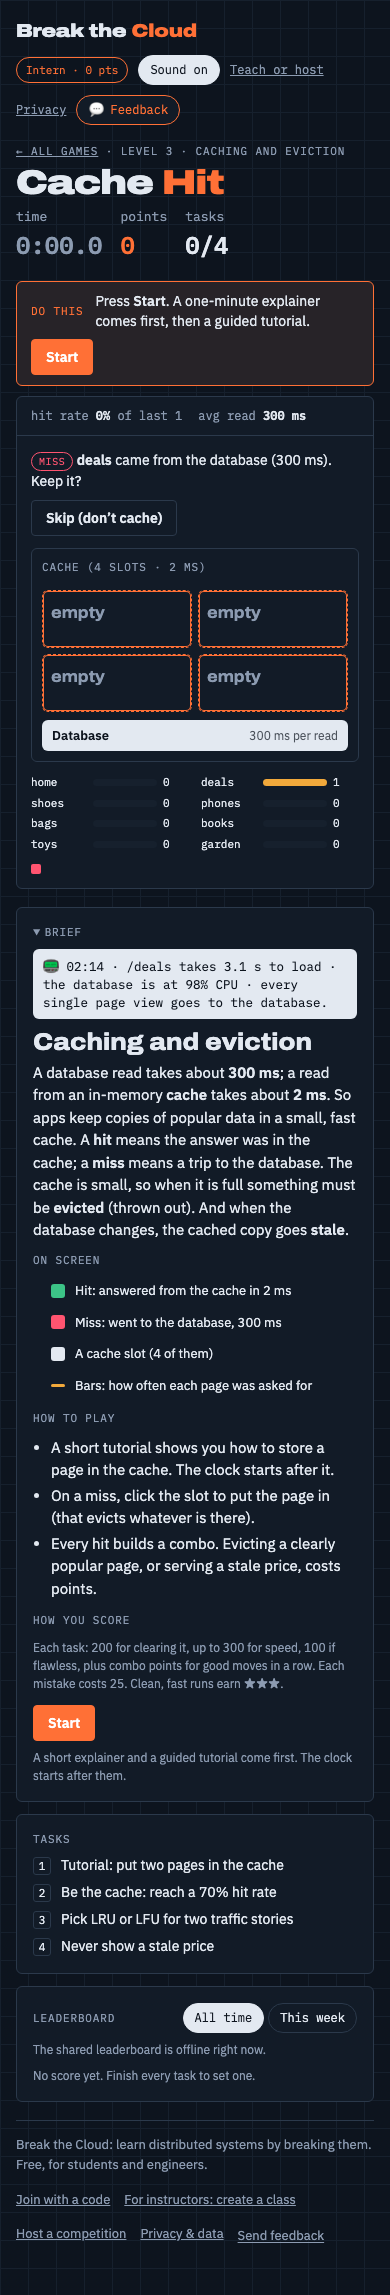 Break the Cloud
Intern · 0 pts
Sound on
Teach or host
Privacy
💬 Feedback
← ALL GAMES · LEVEL 3 · CACHING AND EVICTION
Cache Hit
time points tasks
0:00.0 0 0/4
DO THIS
Press Start. A one-minute explainer
comes first, then a guided tutorial.
Start
hit rate 0% of last 1 avg read 300 ms
MISS deals came from the database (300 ms).
Keep it?
Skip (don’t cache)
CACHE (4 SLOTS · 2 MS)
empty empty
empty empty
Database 300 ms per read
home 0 deals 1
shoes 0 phones 0
bags 0 books 0
toys 0 garden 0
▼ BRIEF
📟 02:14 · /deals takes 3.1 s to load ·
the database is at 98% CPU · every
single page view goes to the database.
Caching and eviction
A database read takes about 300 ms; a read
from an in-memory cache takes about 2 ms. So
apps keep copies of popular data in a small, fast
cache. A hit means the answer was in the
cache; a miss means a trip to the database. The
cache is small, so when it is full something must
be evicted (thrown out). And when the
database changes, the cached copy goes stale.
ON SCREEN
Hit: answered from the cache in 2 ms
Miss: went to the database, 300 ms
A cache slot (4 of them)
Bars: how often each page was asked for
HOW TO PLAY
• A short tutorial shows you how to store a
page in the cache. The clock starts after it.
• On a miss, click the slot to put the page in
(that evicts whatever is there).
• Every hit builds a combo. Evicting a clearly
popular page, or serving a stale price, costs
points.
HOW YOU SCORE
Each task: 200 for clearing it, up to 300 for speed, 100 if
flawless, plus combo points for good moves in a row. Each
mistake costs 25. Clean, fast runs earn ★★★.
Start
A short explainer and a guided tutorial come first. The clock
starts after them.
TASKS
1 Tutorial: put two pages in the cache
2 Be the cache: reach a 70% hit rate
3 Pick LRU or LFU for two traffic stories
4 Never show a stale price
LEADERBOARD All time This week
The shared leaderboard is offline right now.
No score yet. Finish every task to set one.
Break the Cloud: learn distributed systems by breaking them.
Free, for students and engineers.
Join with a code For instructors: create a class
Host a competition Privacy & data Send feedback